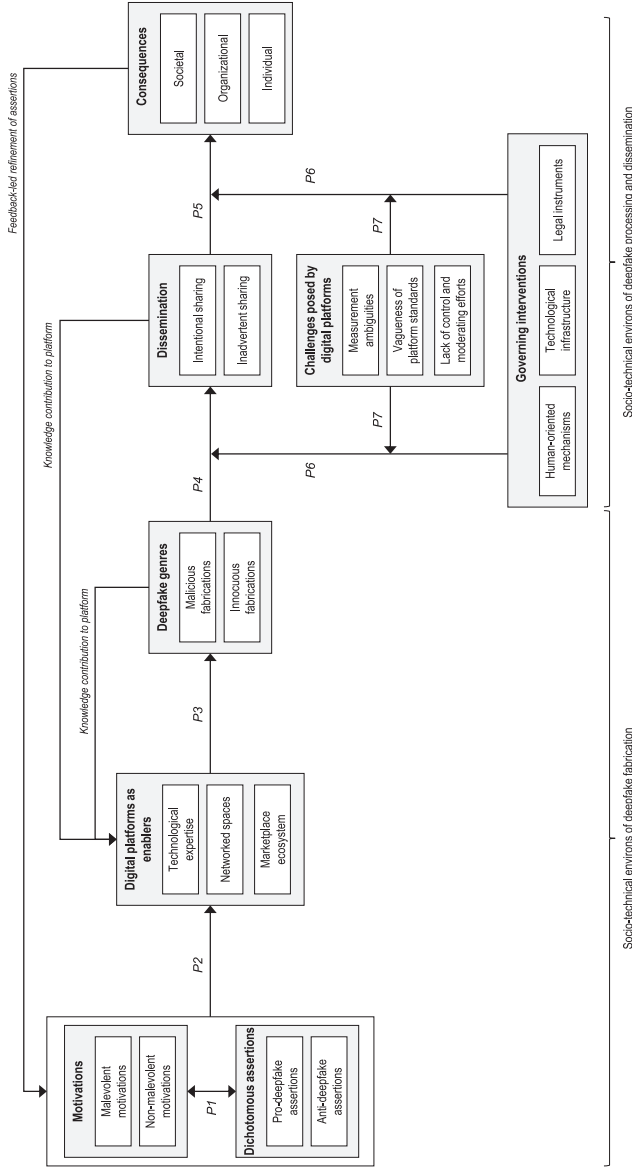 Feedback-led refinement of assertions
Knowledge contribution to platform
Knowledge contribution to platform
Motivations
Malevolent
motivations
Non-malevolent
motivations
P1
Dichotomous assertions
Pro-deepfake
assertions
Anti-deepfake
assertions
P2
Digital platforms as
enablers
Technological
expertise
Networked spaces
Marketplace
ecosystem
P3
Deepfake genres
Malicious
fabrications
Innocuous
fabrications
P4
Dissemination
Intentional sharing
Inadvertent sharing
P5
Consequences
Societal
Organizational
Individual
Challenges posed by
digital platforms
Measurement
ambiguities
Vagueness of
platform standards
Lack of control and
moderating efforts
P7
P7
P6
P6
Governing interventions
Human-oriented
mechanisms
Technological
infrastructure
Legal instruments
Socio-technical environs of deepfake fabrication
Socio-technical environs of deepfake processing and dissemination